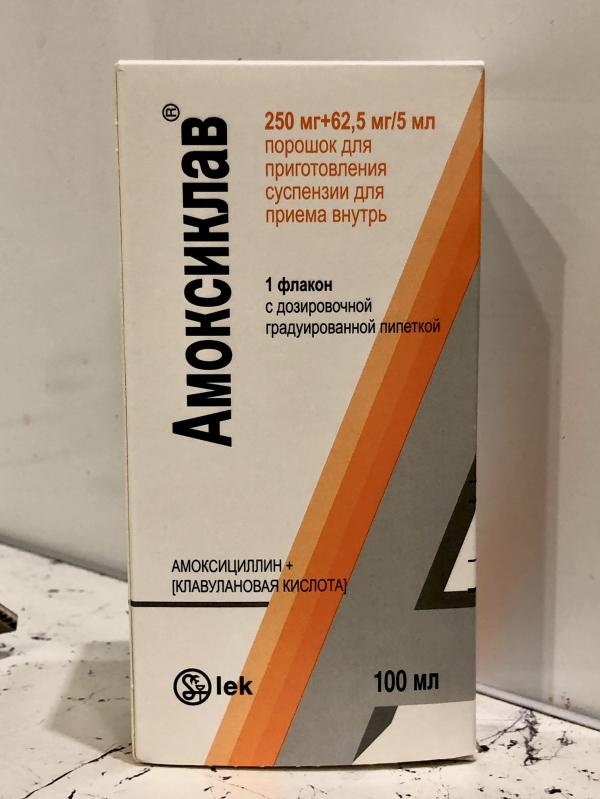 Амоксиклав®
250 мг+62,5 мг/5 мл
порошок для
приготовления
суспензии для
приема внутрь
1 флакон
с дозировочной
градуированной пипеткой
АМОКСИЦИЛЛИН +
[КЛАВУЛАНОВАЯ КИСЛОТА]
lek
100 мл